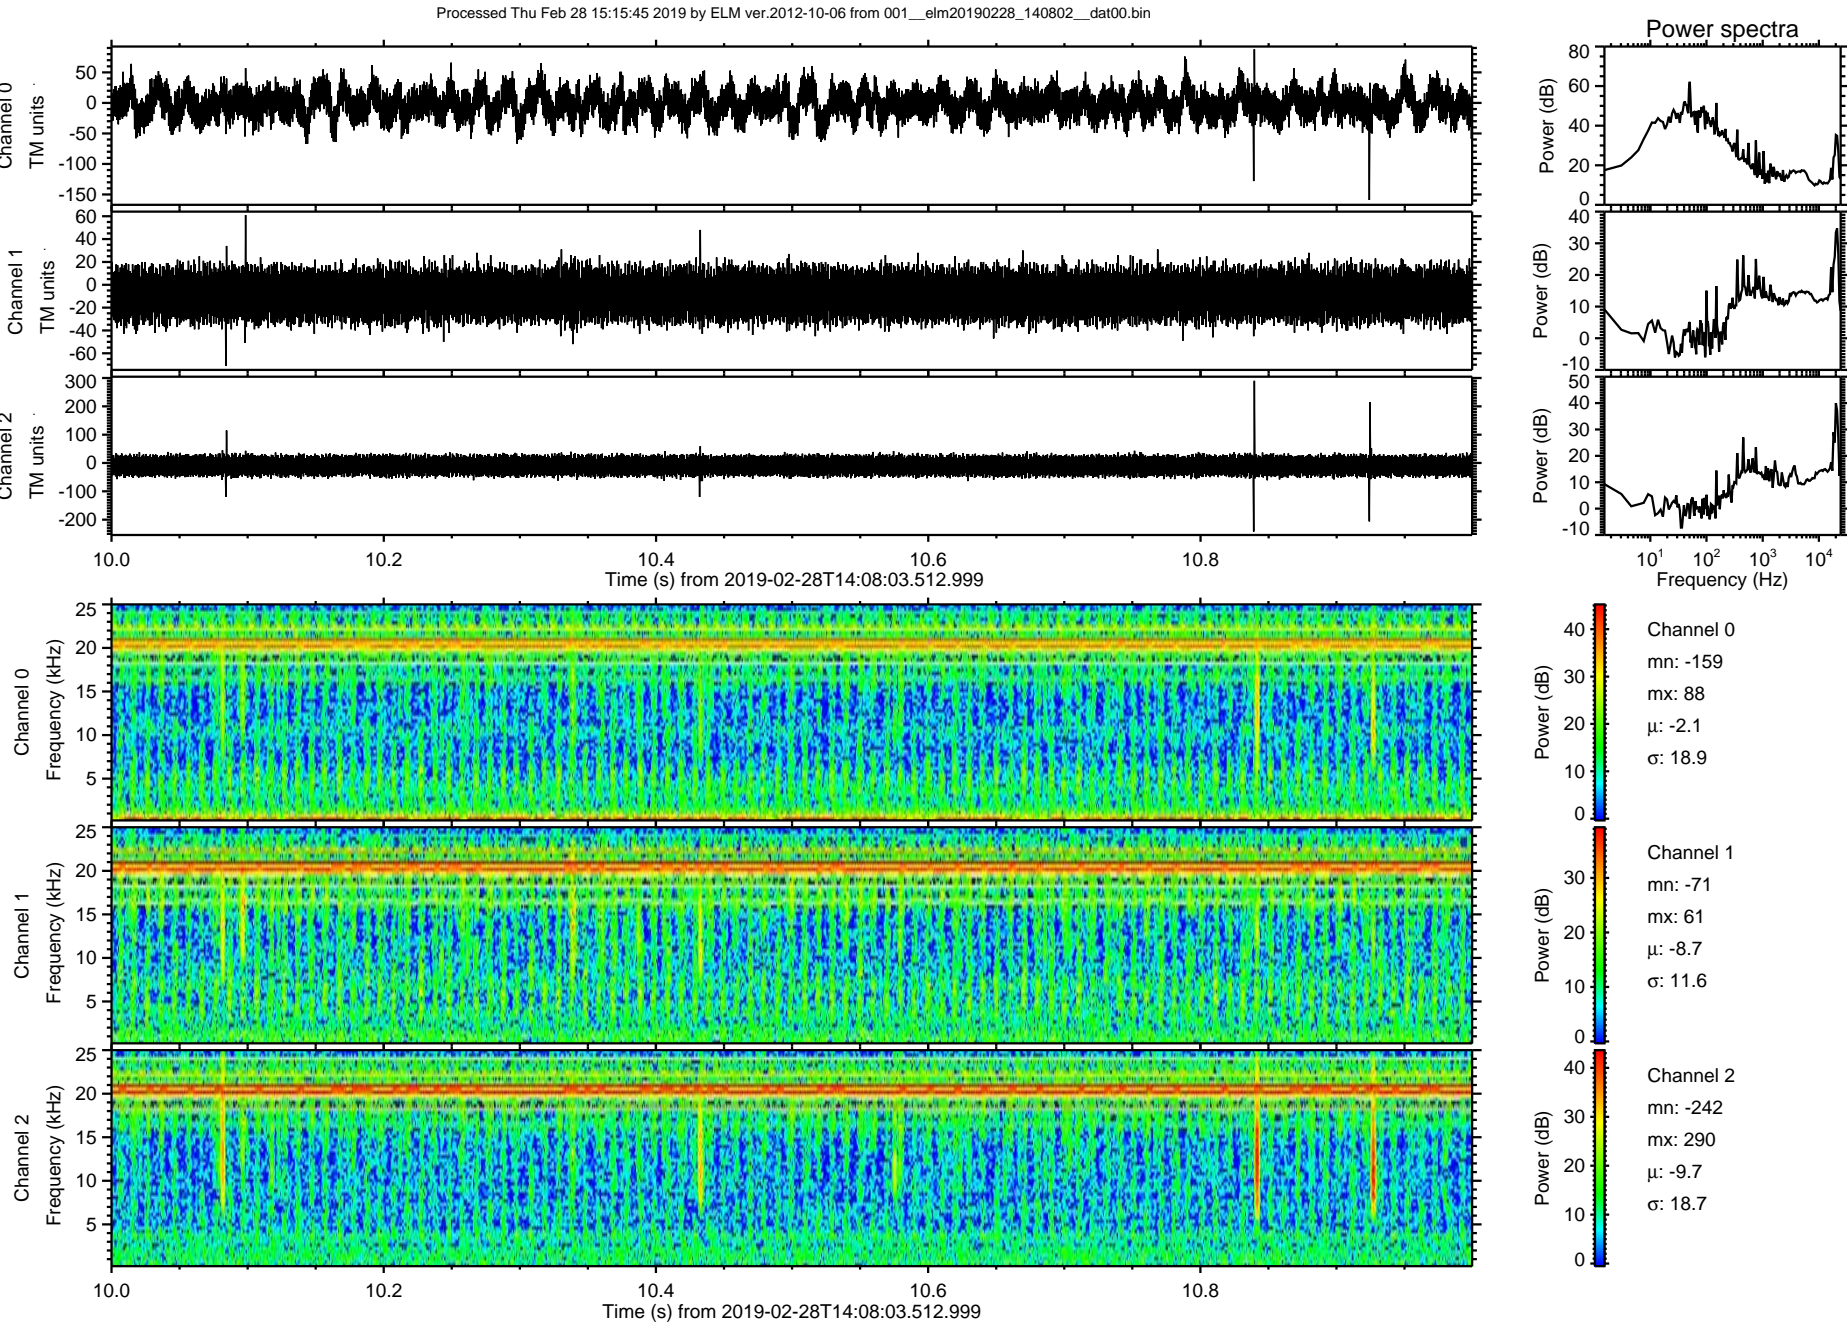 Processed Thu Feb 28 15:15:45 2019 by ELM ver.2012-10-06 from 001__elm20190228_140802__dat00.bin
Power spectra
Channel 0
TM units
50
0
-50
-100
-150
Power (dB)
80
60
40
20
0
Channel 1
TM units
60
40
20
0
-20
-40
-60
Power (dB)
40
30
20
10
0
-10
Channel 2
TM units
300
200
100
0
-100
-200
Power (dB)
50
40
30
20
10
0
-10
10.0 10.2 10.4 10.6 10.8
Time (s) from 2019-02-28T14:08:03.512.999
10¹ 10² 10³ 10⁴
Frequency (Hz)
Channel 0
Frequency (kHz)
25
20
15
10
5
Power (dB)
40
30
20
10
0
Channel 0
mn: -159
mx: 88
μ: -2.1
σ: 18.9
Channel 1
Frequency (kHz)
25
20
15
10
5
Power (dB)
30
20
10
0
Channel 1
mn: -71
mx: 61
μ: -8.7
σ: 11.6
Channel 2
Frequency (kHz)
25
20
15
10
5
Power (dB)
40
30
20
10
0
Channel 2
mn: -242
mx: 290
μ: -9.7
σ: 18.7
10.0 10.2 10.4 10.6 10.8
Time (s) from 2019-02-28T14:08:03.512.999